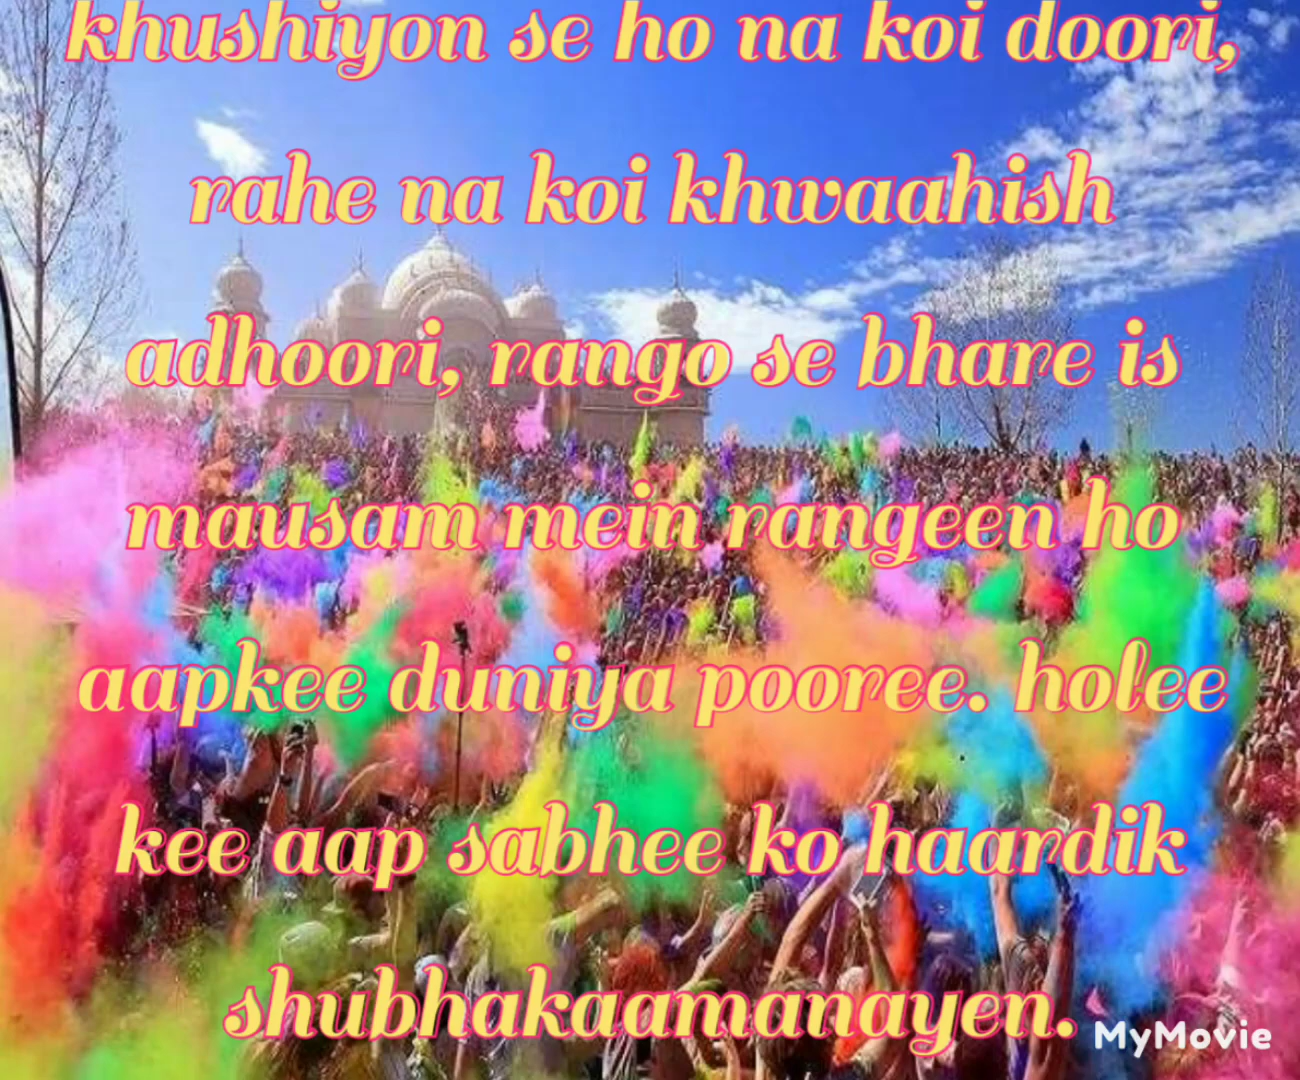 khushiyon se ho na koi doori,
rahe na koi khwaahish
adhoori, rango se bhare is
mausam mein rangeen ho
aapkee duniya pooree. holee
kee aap sabhee ko haardik
shubhakaamanayen.
MyMovie